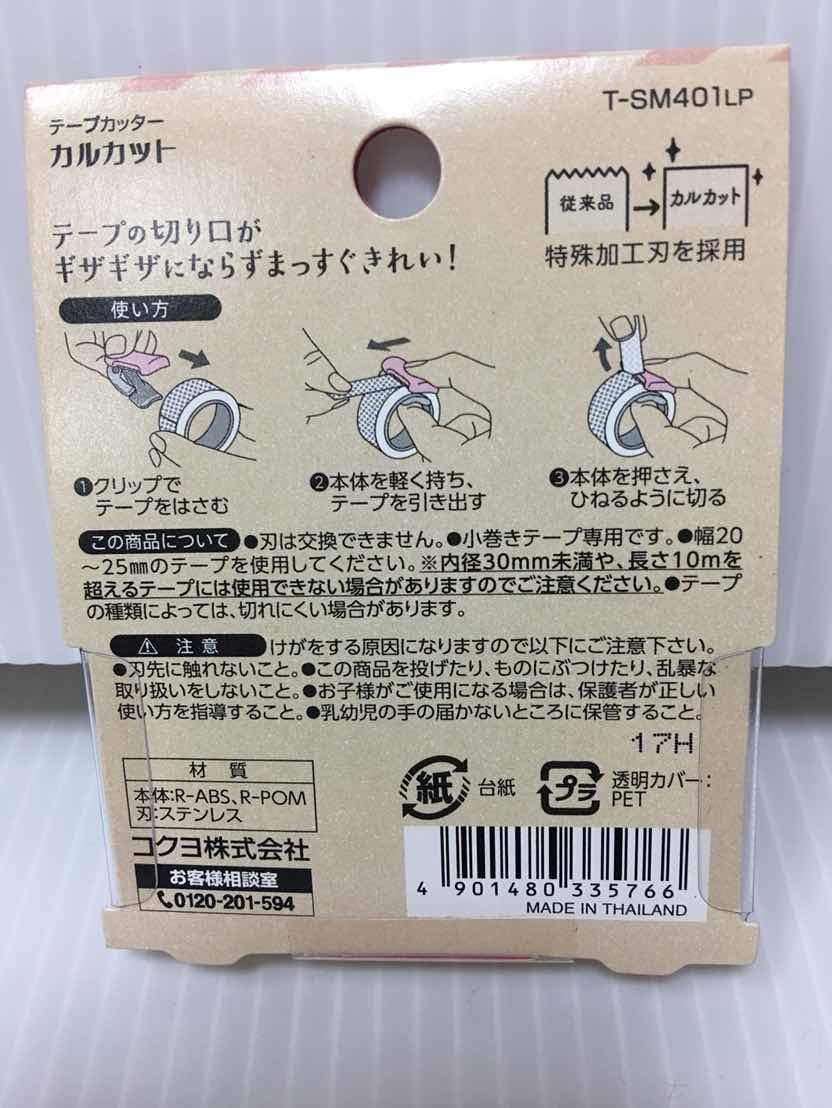 テープカッター
カルカット
T-SM401LP
従来品 → カルカット
特殊加工刃を採用
テープの切り口が
ギザギザにならずまっすぐきれい!
使い方
❶クリップで
テープをはさむ
❷本体を軽く持ち、
テープを引き出す
❸本体を押さえ、
ひねるように切る
この商品について ●刃は交換できません。●小巻きテープ専用です。●幅20
～25㎜のテープを使用してください。※内径30mm未満や、長さ10mを
超えるテープには使用できない場合がありますのでご注意ください。●テープ
の種類によっては、切れにくい場合があります。
⚠ 注意 けがをする原因になりますので以下にご注意下さい。
●刃先に触れないこと。●この商品を投げたり、ものにぶつけたり、乱暴な
取り扱いをしないこと。●お子様がご使用になる場合は、保護者が正しい
使い方を指導すること。●乳幼児の手の届かないところに保管すること。
17H
材質
本体:R-ABS、R-POM
刃:ステンレス
紙 台紙
プラ 透明カバー:
PET
コクヨ株式会社
お客様相談室
0120-201-594
4 901480 335766
MADE IN THAILAND